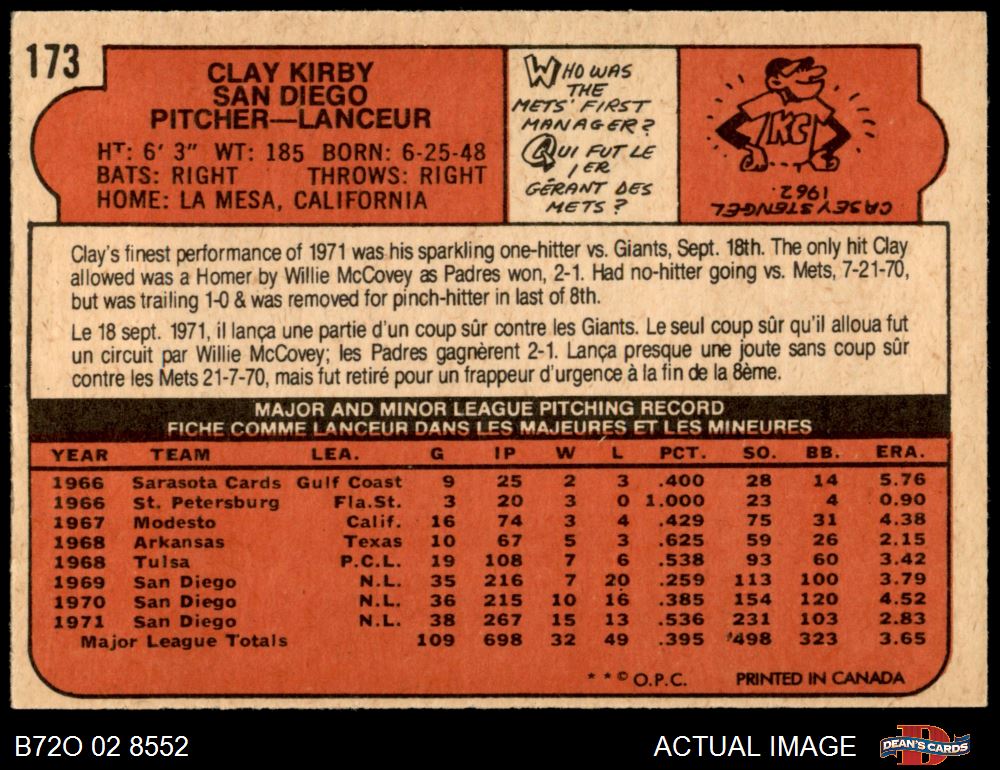 173
CLAY KIRBY
SAN DIEGO
PITCHER—LANCEUR
HT: 6' 3" WT: 185 BORN: 6-25-48
BATS: RIGHT THROWS: RIGHT
HOME: LA MESA, CALIFORNIA
WHO WAS
THE
METS' FIRST
MANAGER?
QUI FUT LE
1ER
GÉRANT DES
METS?
KC
CASEY STENGEL
1962.
Clay's finest performance of 1971 was his sparkling one-hitter vs. Giants, Sept. 18th. The only hit Clay
allowed was a Homer by Willie McCovey as Padres won, 2-1. Had no-hitter going vs. Mets, 7-21-70,
but was trailing 1-0 & was removed for pinch-hitter in last of 8th.
Le 18 sept. 1971, il lança une partie d'un coup sûr contre les Giants. Le seul coup sûr qu'il alloua fut
un circuit par Willie McCovey; les Padres gagnèrent 2-1. Lança presque une joute sans coup sûr
contre les Mets 21-7-70, mais fut retiré pour un frappeur d'urgence à la fin de la 8ème.
MAJOR AND MINOR LEAGUE PITCHING RECORD
FICHE COMME LANCEUR DANS LES MAJEURES ET LES MINEURES
YEAR TEAM LEA. G IP W L PCT. SO. BB. ERA.
1966 Sarasota Cards Gulf Coast 9 25 2 3 .400 28 14 5.76
1966 St. Petersburg Fla.St. 3 20 3 0 1.000 23 4 0.90
1967 Modesto Calif. 16 74 3 4 .429 75 31 4.38
1968 Arkansas Texas 10 67 5 3 .625 59 26 2.15
1968 Tulsa P.C.L. 19 108 7 6 .538 93 60 3.42
1969 San Diego N.L. 35 216 7 20 .259 113 100 3.79
1970 San Diego N.L. 36 215 10 16 .385 154 120 4.52
1971 San Diego N.L. 38 267 15 13 .536 231 103 2.83
Major League Totals 109 698 32 49 .395 498 323 3.65
* * © O.P.C. PRINTED IN CANADA
B72O 02 8552 ACTUAL IMAGE D DEAN'S CARDS